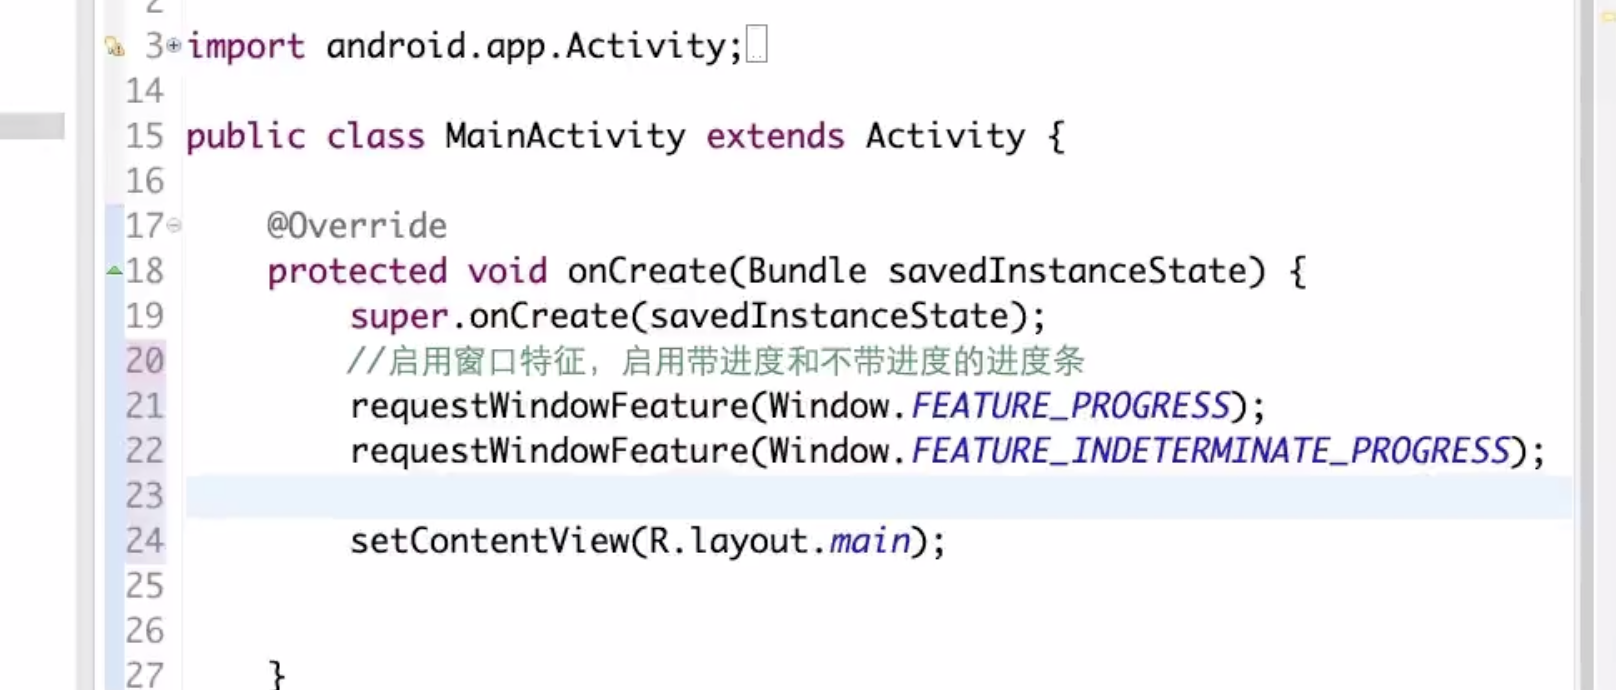 2
3 import android.app.Activity;
14
15 public class MainActivity extends Activity {
16
17 @Override
18 protected void onCreate(Bundle savedInstanceState) {
19 super.onCreate(savedInstanceState);
20 //启用窗口特征，启用带进度和不带进度的进度条
21 requestWindowFeature(Window.FEATURE_PROGRESS);
22 requestWindowFeature(Window.FEATURE_INDETERMINATE_PROGRESS);
23
24 setContentView(R.layout.main);
25
26
27 }